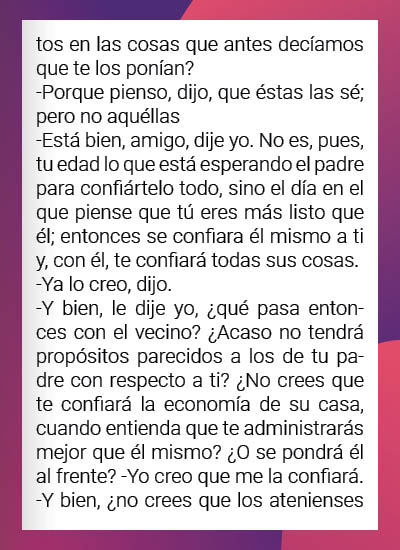 tos en las cosas que antes decíamos
que te los ponían?
-Porque pienso, dijo, que éstas las sé;
pero no aquéllas
-Está bien, amigo, dije yo. No es, pues,
tu edad lo que está esperando el padre
para confiártelo todo, sino el día en el
que piense que tú eres más listo que
él; entonces se confiara él mismo a ti
y, con él, te confiará todas sus cosas.
-Ya lo creo, dijo.
-Y bien, le dije yo, ¿qué pasa enton-
ces con el vecino? ¿Acaso no tendrá
propósitos parecidos a los de tu pa-
dre con respecto a ti? ¿No crees que
te confiará la economía de su casa,
cuando entienda que te administrarás
mejor que él mismo? ¿O se pondrá él
al frente? -Yo creo que me la confiará.
-Y bien, ¿no crees que los atenienses